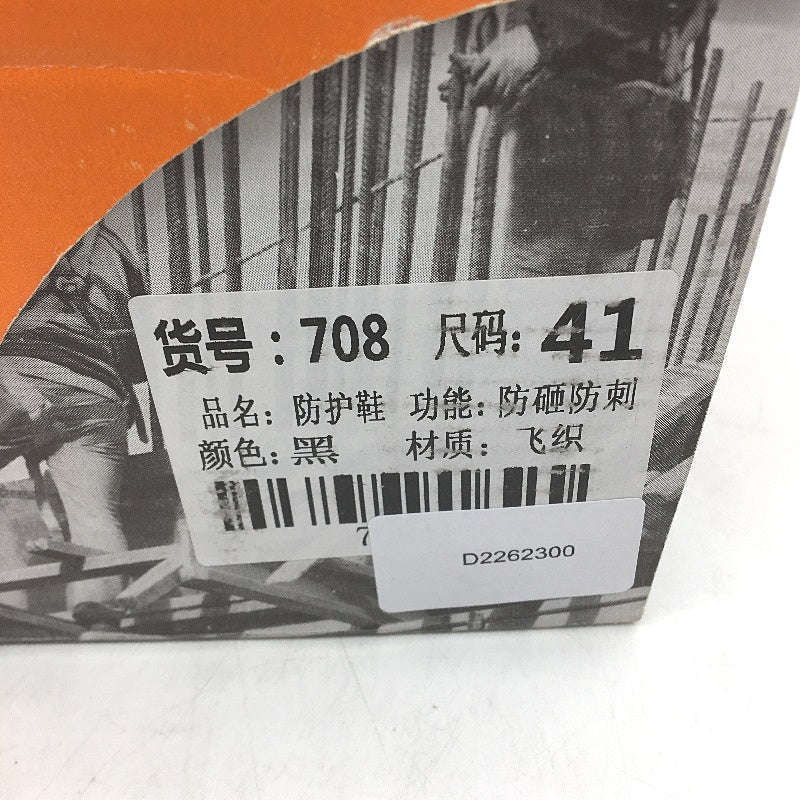 货号：708 尺码：41
品名：防护鞋 功能：防砸防刺
颜色：黑 材质：飞织
7
D2262300